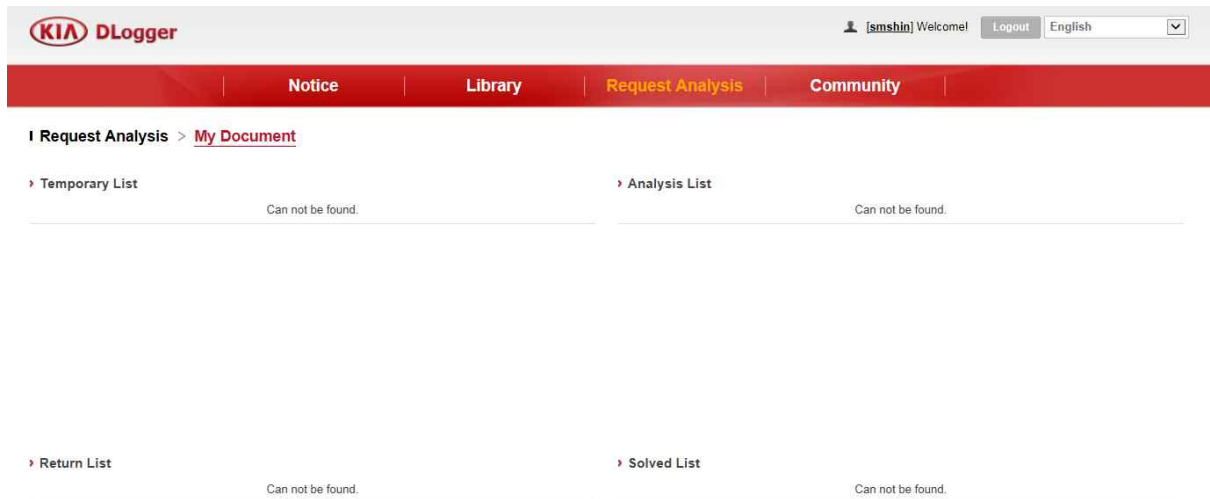 KIA DLogger
[smshin] Welcome! Logout English
Notice Library Request Analysis Community
Request Analysis > My Document
› Temporary List
Can not be found.
› Analysis List
Can not be found.
› Return List
Can not be found.
› Solved List
Can not be found.